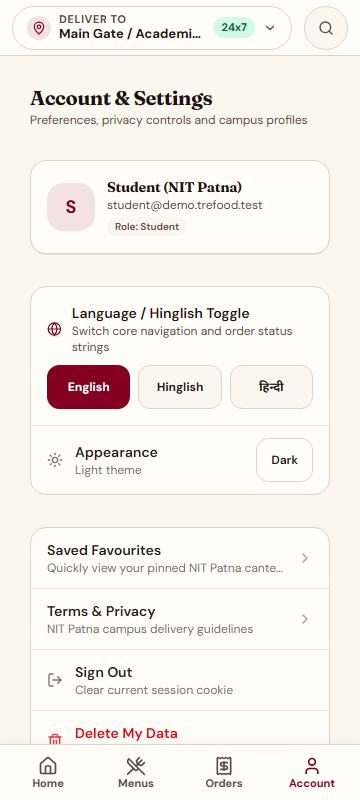 DELIVER TO
Main Gate / Academi...
24x7
Account & Settings
Preferences, privacy controls and campus profiles
S
Student (NIT Patna)
student@demo.trefood.test
Role: Student
Language / Hinglish Toggle
Switch core navigation and order status
strings
English
Hinglish
हिन्दी
Appearance
Light theme
Dark
Saved Favourites
Quickly view your pinned NIT Patna cante...
Terms & Privacy
NIT Patna campus delivery guidelines
Sign Out
Clear current session cookie
Delete My Data
Home
Menus
Orders
Account